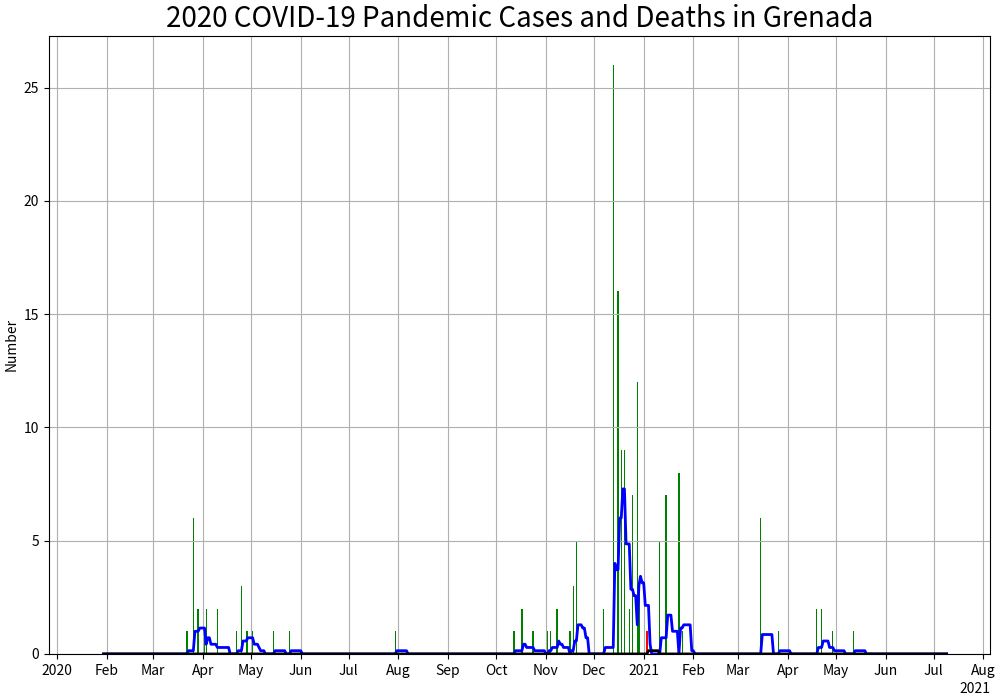 2020 COVID-19 Pandemic Cases and Deaths in Grenada
Number
25
20
15
10
5
0
2020 Feb Mar Apr May Jun Jul Aug Sep Oct Nov Dec 2021 Feb Mar Apr May Jun Jul Aug
2021